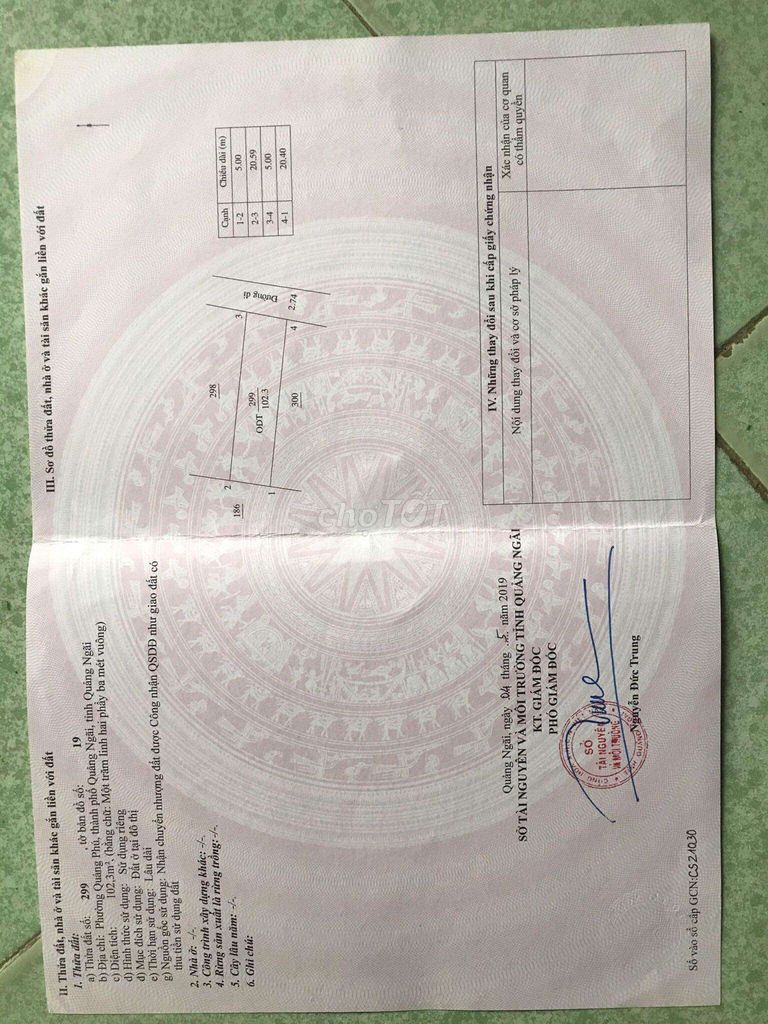 II. Thửa đất, nhà ở và tài sản khác gắn liền với đất
1. Thửa đất:
a) Thửa đất số: 299 , tờ bản đồ số: 19
b) Địa chỉ: Phường Quảng Phú, thành phố Quảng Ngãi, tỉnh Quảng Ngãi
c) Diện tích: 102,3m², (bằng chữ: Một trăm linh hai phẩy ba mét vuông)
d) Hình thức sử dụng: Sử dụng riêng
đ) Mục đích sử dụng: Đất ở tại đô thị
e) Thời hạn sử dụng: Lâu dài
g) Nguồn gốc sử dụng: Nhận chuyển nhượng đất được Công nhận QSDĐ như giao đất có
thu tiền sử dụng đất
2. Nhà ở: -/-.
3. Công trình xây dựng khác: -/-.
4. Rừng sản xuất là rừng trồng: -/-.
5. Cây lâu năm: -/-.
6. Ghi chú:
Quảng Ngãi, ngày 04 tháng 5 năm 2019
SỞ TÀI NGUYÊN VÀ MÔI TRƯỜNG TỈNH QUẢNG NGÃI
KT. GIÁM ĐỐC
PHÓ GIÁM ĐỐC
SỞ
TÀI NGUYÊN
VÀ MÔI TRƯỜNG
Nguyễn Đức Trung
Số vào sổ cấp GCN:CS21030
III. Sơ đồ thửa đất, nhà ở và tài sản khác gắn liền với đất
298
186
2
3
Đường đi
ODT 299
102.3
2.74
1
4
300
Cạnh Chiều dài (m)
1-2 5.00
2-3 20.59
3-4 5.00
4-1 20.40
choTỐT
IV. Những thay đổi sau khi cấp giấy chứng nhận
Nội dung thay đổi và cơ sở pháp lý
Xác nhận của cơ quan
có thẩm quyền